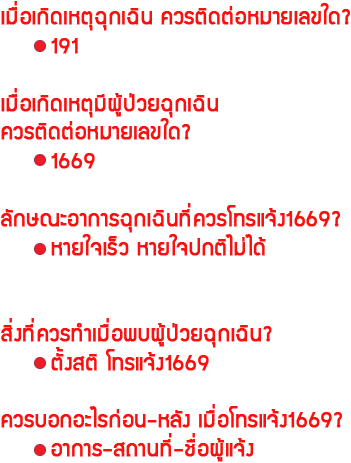 เมื่อเกิดเหตุฉุกเฉิน ควรติดต่อหมายเลขใด?
● 191
เมื่อเกิดเหตุมีผู้ป่วยฉุกเฉิน
ควรติดต่อหมายเลขใด?
● 1669
ลักษณะอาการฉุกเฉินที่ควรโทรแจ้ง1669?
● หายใจเร็ว หายใจปกติไม่ได้
สิ่งที่ควรทำเมื่อพบผู้ป่วยฉุกเฉิน?
● ตั้งสติ โทรแจ้ง1669
ควรบอกอะไรก่อน-หลัง เมื่อโทรแจ้ง1669?
● อาการ-สถานที่-ชื่อผู้แจ้ง